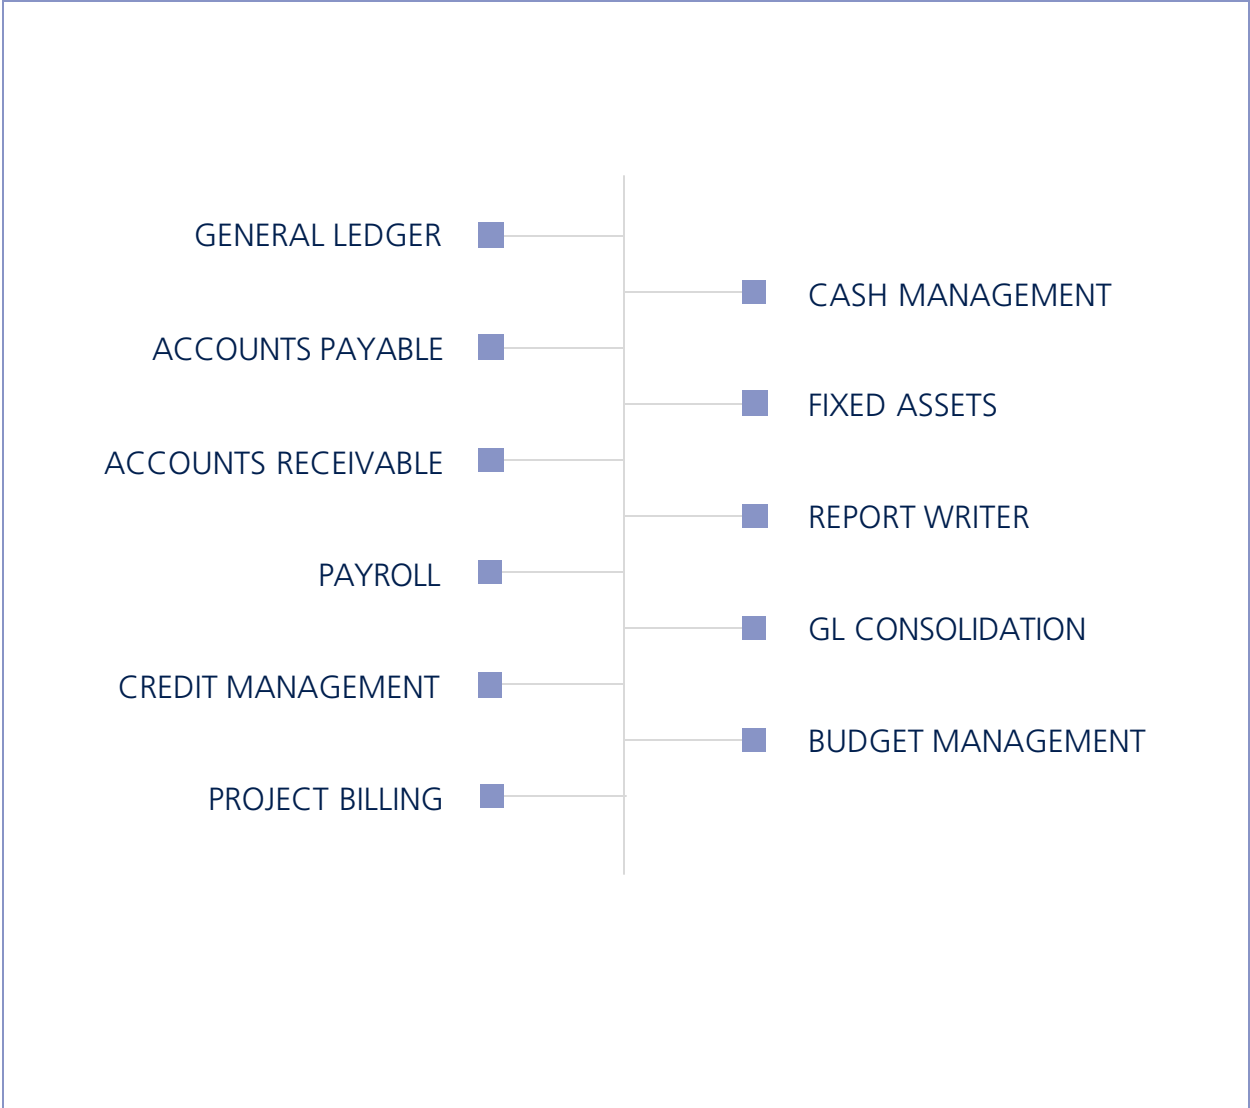 GENERAL LEDGER
CASH MANAGEMENT
ACCOUNTS PAYABLE
FIXED ASSETS
ACCOUNTS RECEIVABLE
REPORT WRITER
PAYROLL
GL CONSOLIDATION
CREDIT MANAGEMENT
BUDGET MANAGEMENT
PROJECT BILLING